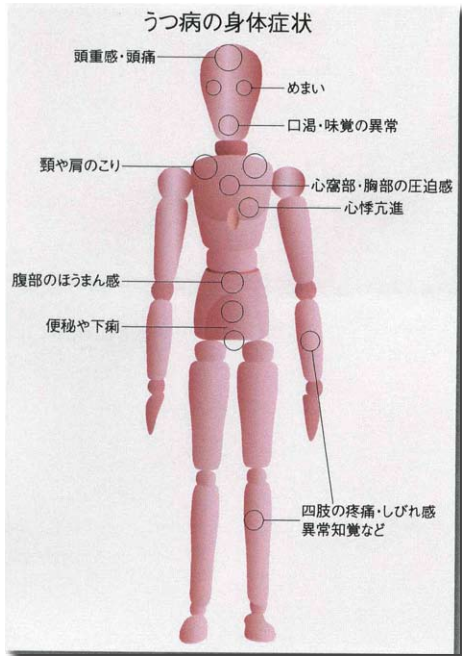 うつ病の身体症状
頭重感・頭痛
めまい
口渇・味覚の異常
頸や肩のこり
心窩部・胸部の圧迫感
心悸亢進
腹部のほうまん感
便秘や下痢
四肢の疼痛・しびれ感
異常知覚など